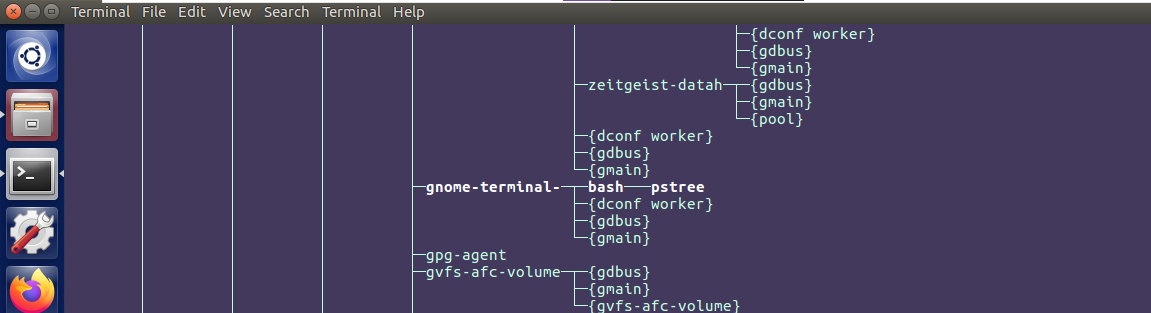 Terminal File Edit View Search Terminal Help
{dconf worker}
{gdbus}
{gmain}
zeitgeist-datah {gdbus}
{gmain}
{pool}
{dconf worker}
{gdbus}
{gmain}
gnome-terminal- bash pstree
{dconf worker}
{gdbus}
{gmain}
gpg-agent
gvfs-afc-volume {gdbus}
{gmain}
{gvfs-afc-volume}